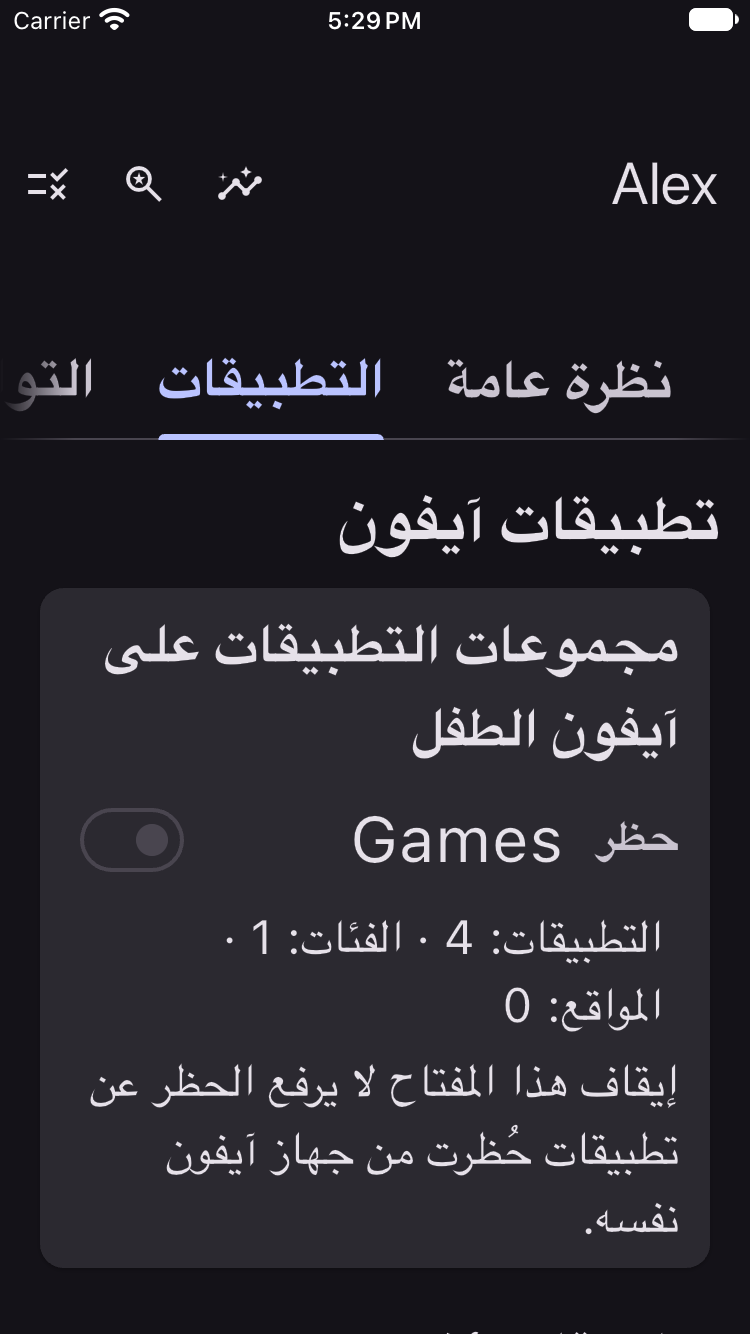 Carrier 5:29 PM
Alex
نظرة عامة التطبيقات
تطبيقات آيفون
مجموعات التطبيقات على
آيفون الطفل
حظر Games
التطبيقات: 4 · الفئات: 1 ·
المواقع: 0
إيقاف هذا المفتاح لا يرفع الحظر عن
تطبيقات حُظرت من جهاز آيفون
نفسه.